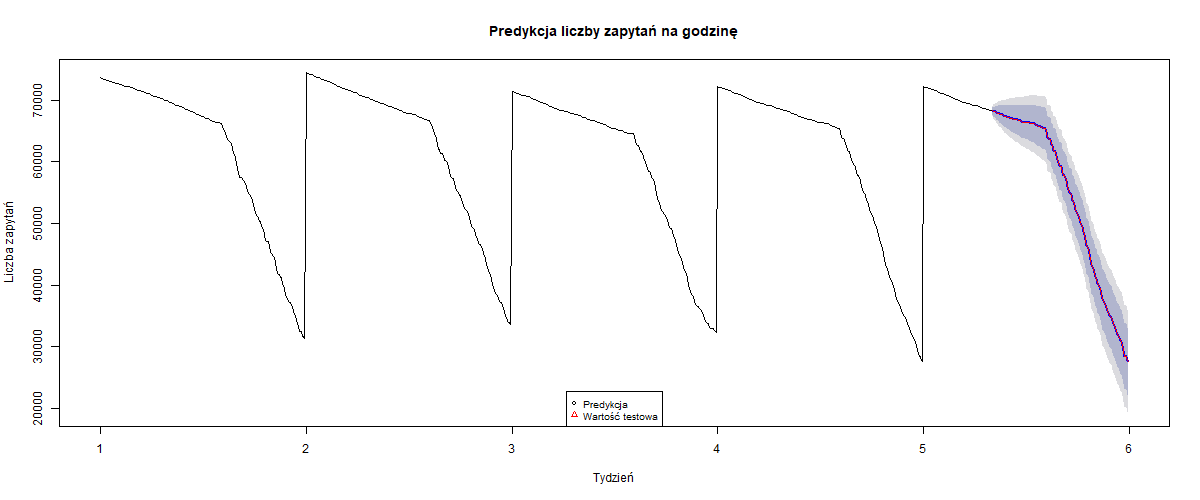 Predykcja liczby zapytań na godzinę
Liczba zapytań
70000
60000
50000
40000
30000
20000
Predykcja
Wartość testowa
1 2 3 4 5 6
Tydzień